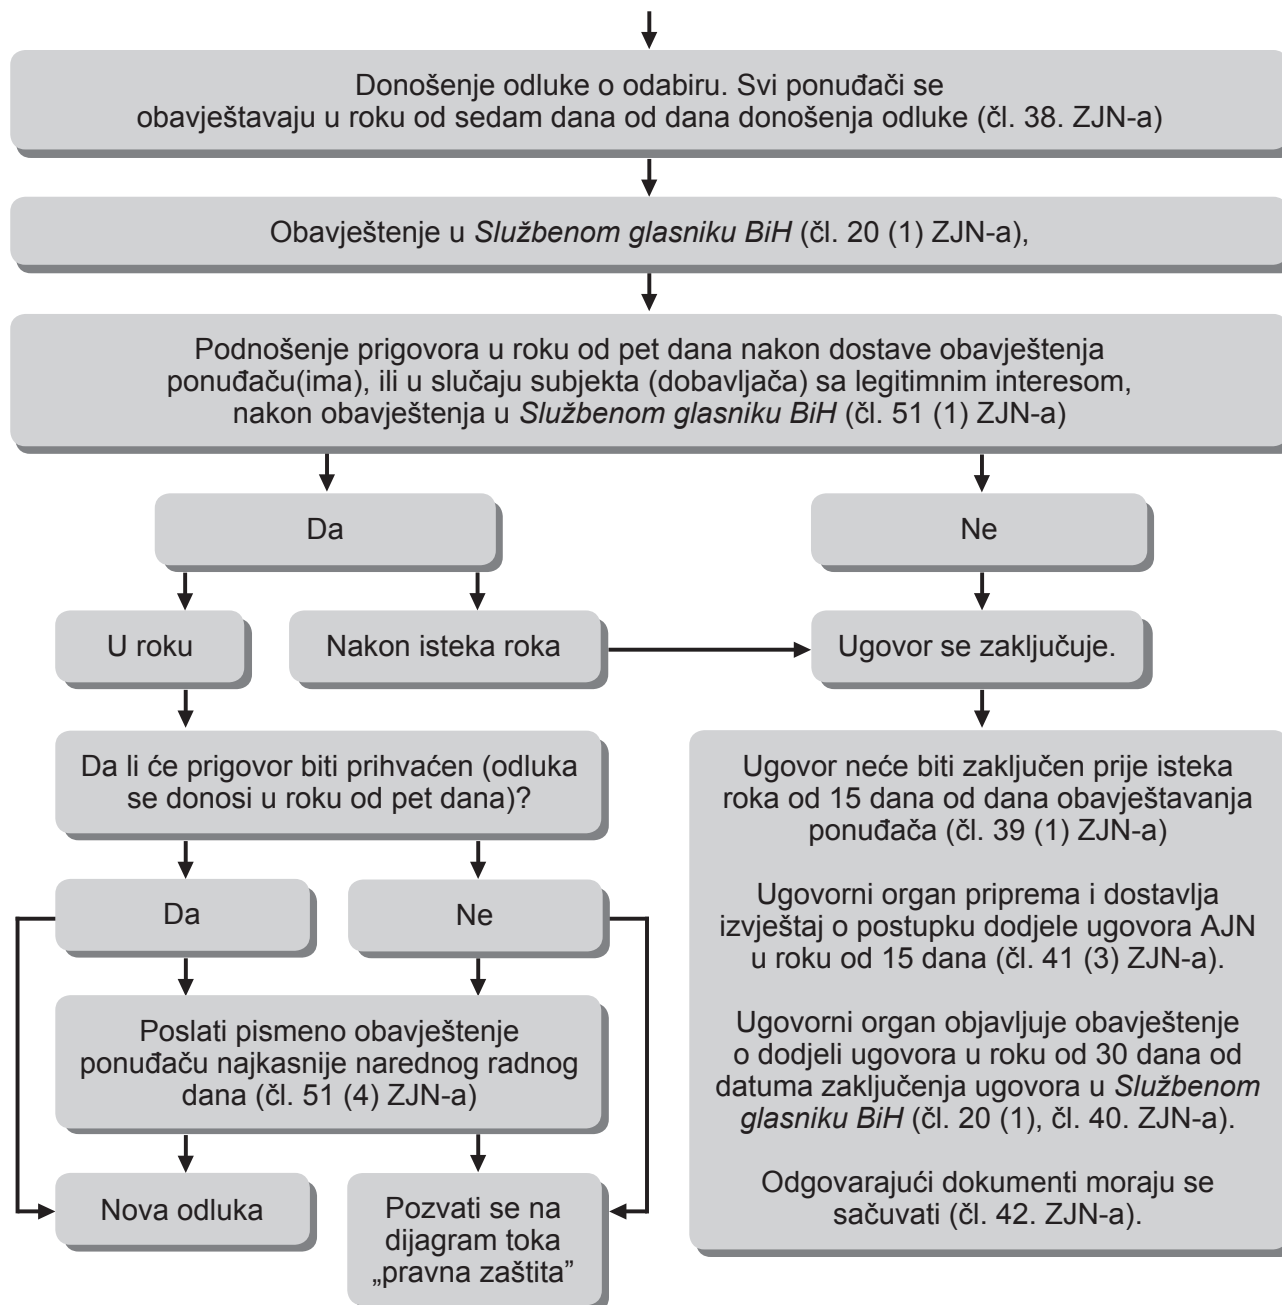 Donošenje odluke o odabiru. Svi ponuđači se
obavještavaju u roku od sedam dana od dana donošenja odluke (čl. 38. ZJN-a)
Obavještenje u Službenom glasniku BiH (čl. 20 (1) ZJN-a),
Podnošenje prigovora u roku od pet dana nakon dostave obavještenja
ponuđaču(ima), ili u slučaju subjekta (dobavljača) sa legitimnim interesom,
nakon obavještenja u Službenom glasniku BiH (čl. 51 (1) ZJN-a)
Da
Ne
U roku
Nakon isteka roka
Ugovor se zaključuje.
Da li će prigovor biti prihvaćen (odluka
se donosi u roku od pet dana)?
Da
Ne
Poslati pismeno obavještenje
ponuđaču najkasnije narednog radnog
dana (čl. 51 (4) ZJN-a)
Nova odluka
Pozvati se na
dijagram toka
„pravna zaštita”
Ugovor neće biti zaključen prije isteka
roka od 15 dana od dana obavještavanja
ponuđača (čl. 39 (1) ZJN-a)
Ugovorni organ priprema i dostavlja
izvještaj o postupku dodjele ugovora AJN
u roku od 15 dana (čl. 41 (3) ZJN-a).
Ugovorni organ objavljuje obavještenje
o dodjeli ugovora u roku od 30 dana od
datuma zaključenja ugovora u Službenom
glasniku BiH (čl. 20 (1), čl. 40. ZJN-a).
Odgovarajući dokumenti moraju se
sačuvati (čl. 42. ZJN-a).